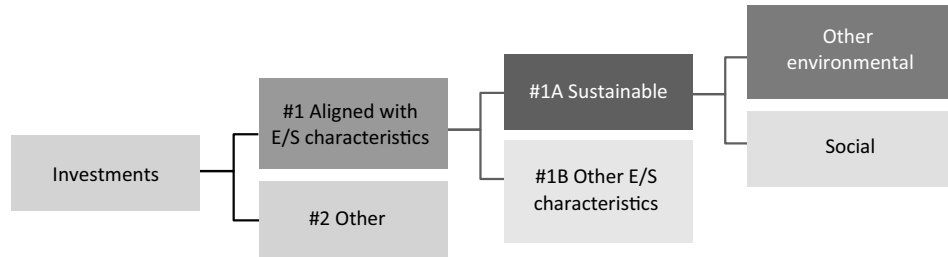 Investments
#1 Aligned with
E/S characteristics
#2 Other
#1A Sustainable
#1B Other E/S
characteristics
Other
environmental
Social